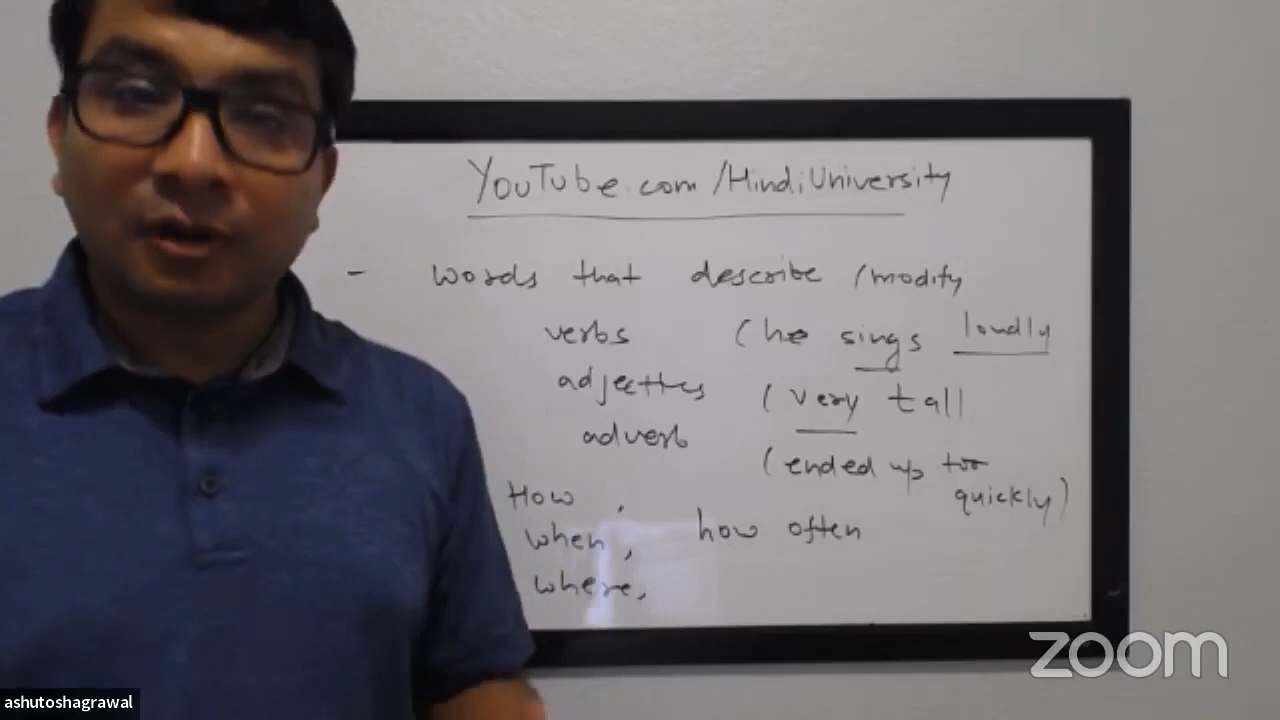 YouTube.com/HindiUniversity
- words that describe /modify
verbs (he sings loudly
adjectives (very tall
adverb (ended up too quickly)
How,
when, how often
where,
zoom
ashutoshagrawal